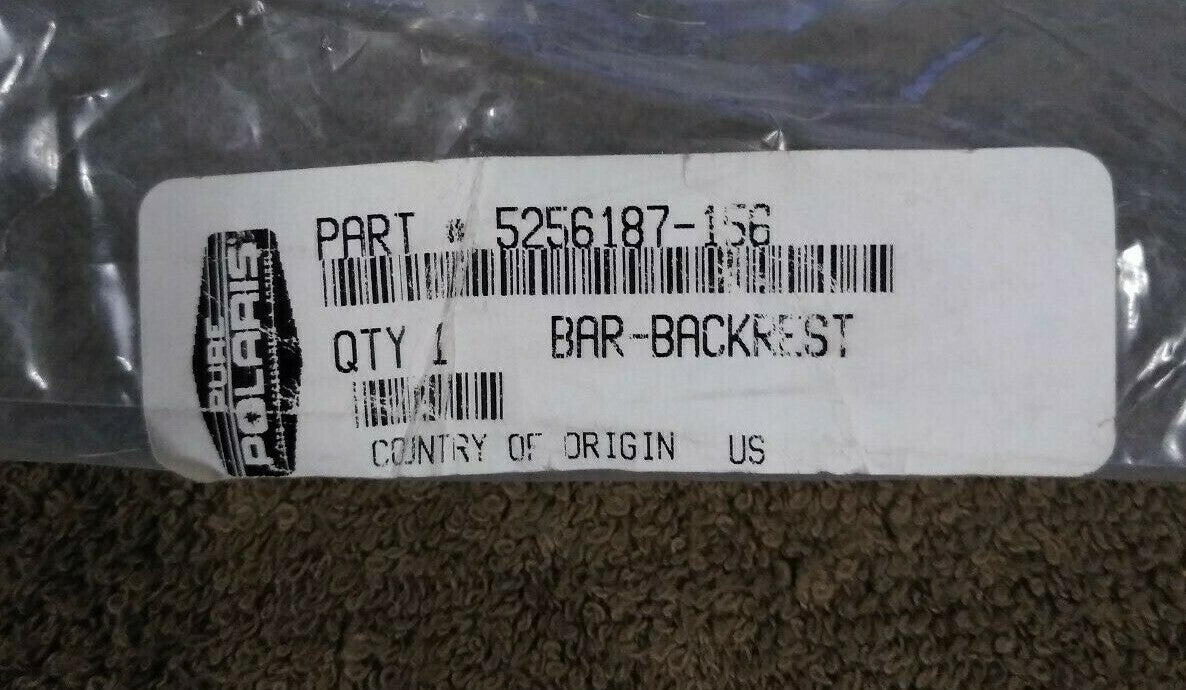 PURE
POLARIS
PART # 5256187-156
QTY 1 BAR-BACKREST
COUNTRY OF ORIGIN US